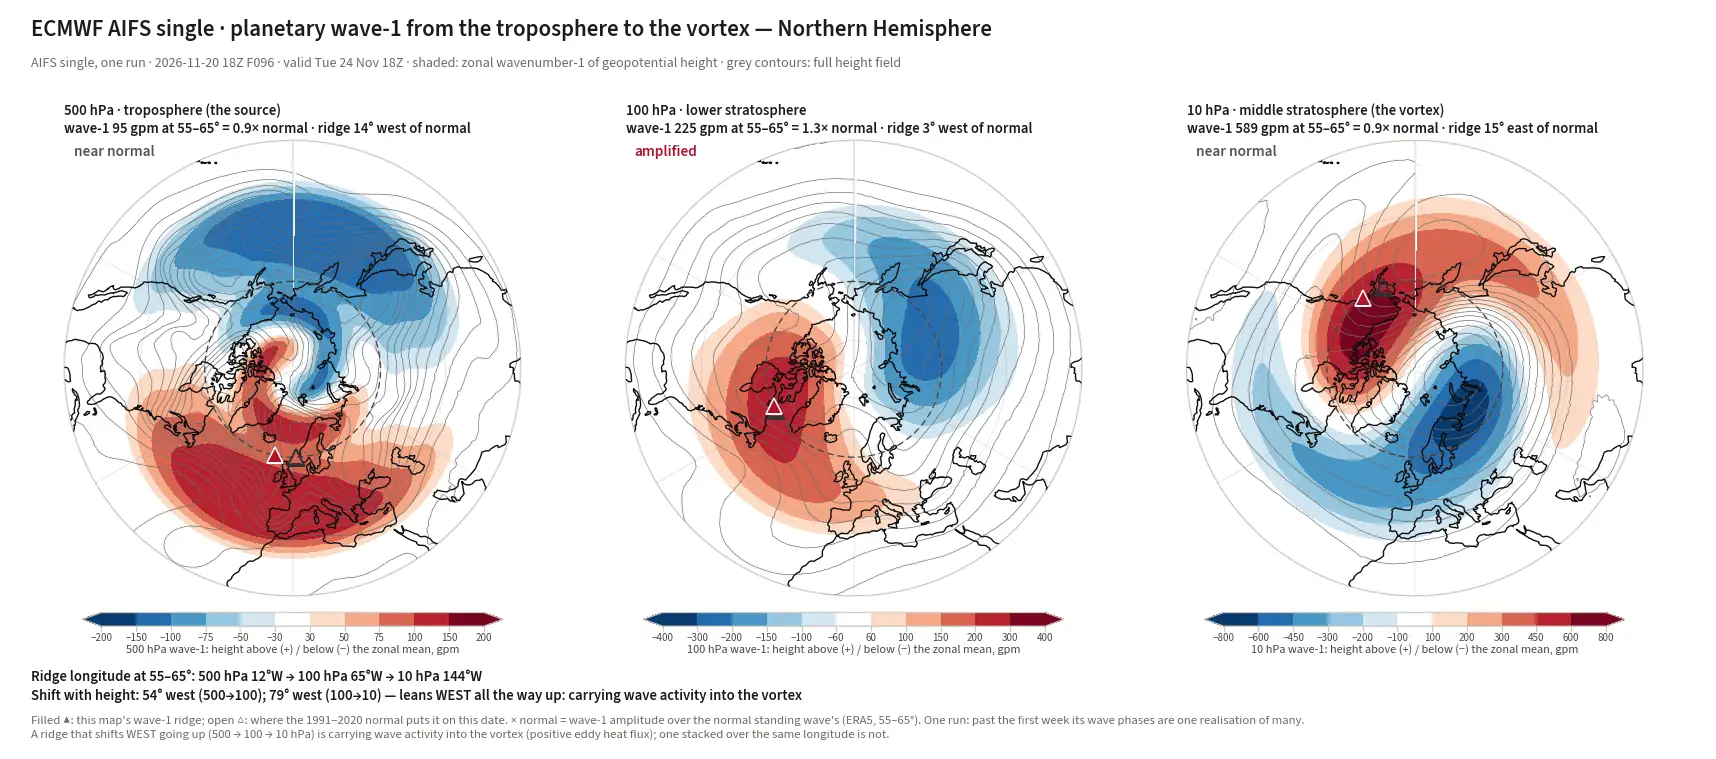 ECMWF AIFS single · planetary wave-1 from the troposphere to the vortex — Northern Hemisphere
AIFS single, one run · 2026-11-20 18Z F096 · valid Tue 24 Nov 18Z · shaded: zonal wavenumber-1 of geopotential height · grey contours: full height field
500 hPa · troposphere (the source)
wave-1 95 gpm at 55–65° = 0.9× normal · ridge 14° west of normal
near normal
100 hPa · lower stratosphere
wave-1 225 gpm at 55–65° = 1.3× normal · ridge 3° west of normal
amplified
10 hPa · middle stratosphere (the vortex)
wave-1 589 gpm at 55–65° = 0.9× normal · ridge 15° east of normal
near normal
−200 −150 −100 −75 −50 −30 30 50 75 100 150 200
500 hPa wave-1: height above (+) / below (−) the zonal mean, gpm
−400 −300 −200 −150 −100 −60 60 100 150 200 300 400
100 hPa wave-1: height above (+) / below (−) the zonal mean, gpm
−800 −600 −450 −300 −200 −100 100 200 300 450 600 800
10 hPa wave-1: height above (+) / below (−) the zonal mean, gpm
Ridge longitude at 55–65°: 500 hPa 12°W → 100 hPa 65°W → 10 hPa 144°W
Shift with height: 54° west (500→100); 79° west (100→10) — leans WEST all the way up: carrying wave activity into the vortex
Filled ▲: this map's wave-1 ridge; open △: where the 1991–2020 normal puts it on this date. × normal = wave-1 amplitude over the normal standing wave's (ERA5, 55–65°). One run: past the first week its wave phases are one realisation of many.
A ridge that shifts WEST going up (500 → 100 → 10 hPa) is carrying wave activity into the vortex (positive eddy heat flux); one stacked over the same longitude is not.